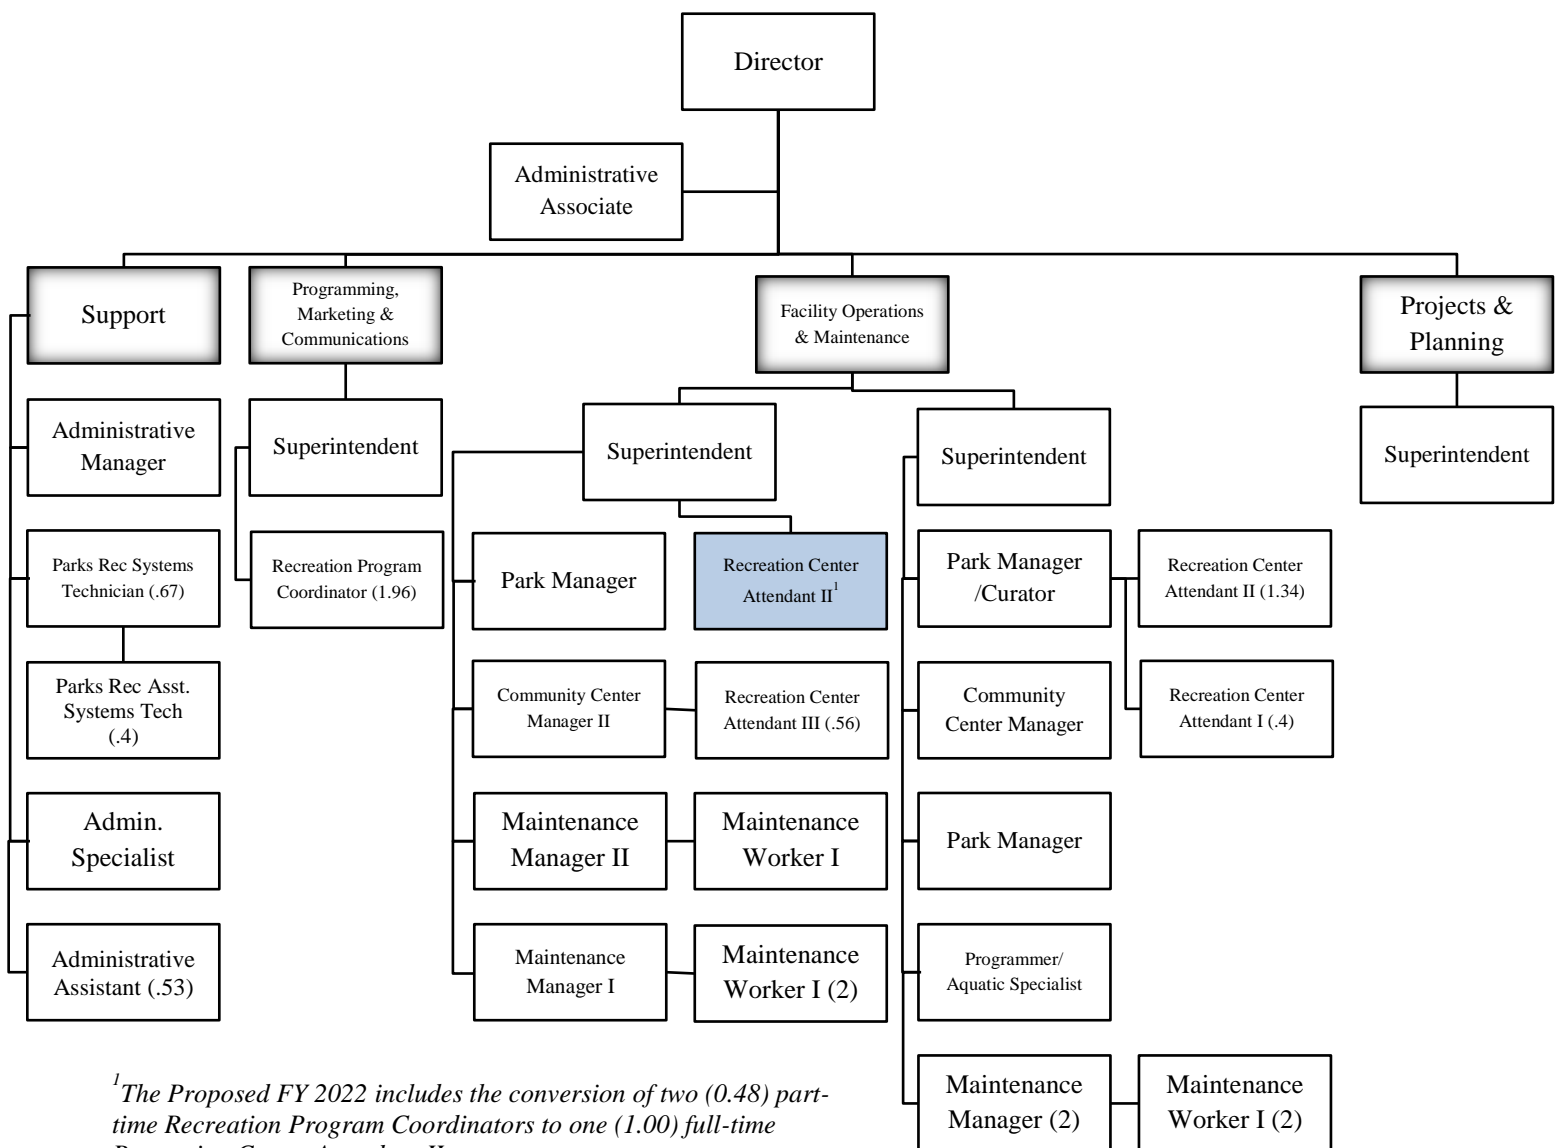 Director
Administrative
Associate
Support
Programming,
Marketing &
Communications
Facility Operations
& Maintenance
Projects &
Planning
Administrative
Manager
Superintendent
Superintendent
Superintendent
Superintendent
Parks Rec Systems
Technician (.67)
Recreation Program
Coordinator (1.96)
Park Manager
Recreation Center
Attendant II1
Park Manager
/Curator
Recreation Center
Attendant II (1.34)
Parks Rec Asst.
Systems Tech
(.4)
Community Center
Manager II
Recreation Center
Attendant III (.56)
Community
Center Manager
Recreation Center
Attendant I (.4)
Admin.
Specialist
Maintenance
Manager II
Maintenance
Worker I
Park Manager
Administrative
Assistant (.53)
Maintenance
Manager I
Maintenance
Worker I (2)
Programmer/
Aquatic Specialist
Maintenance
Manager (2)
Maintenance
Worker I (2)
1The Proposed FY 2022 includes the conversion of two (0.48) part-
time Recreation Program Coordinators to one (1.00) full-time